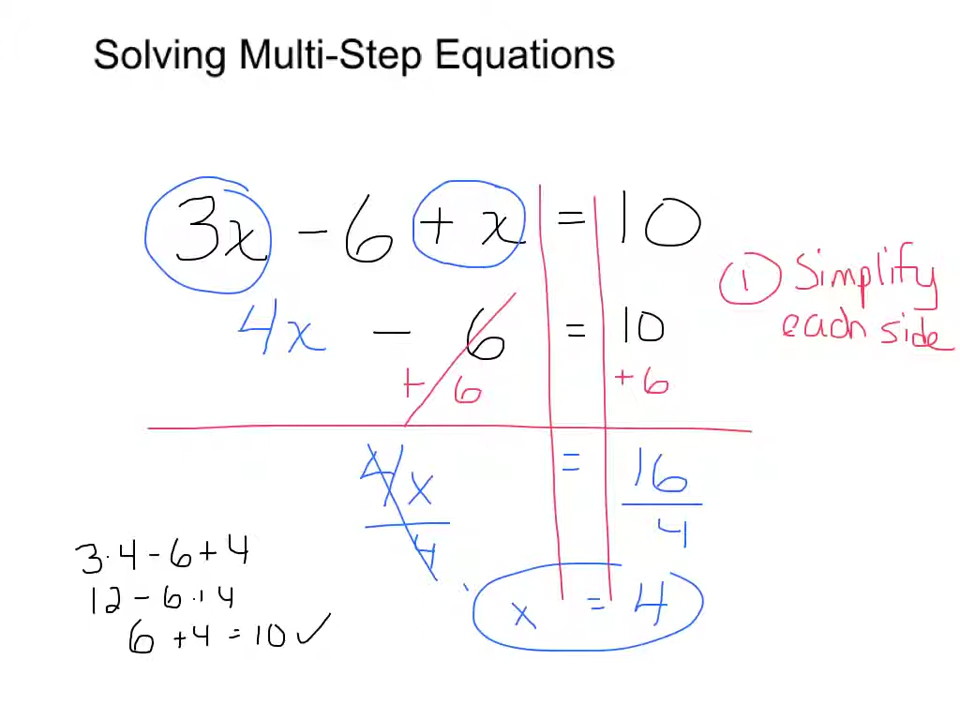 Solving Multi-Step Equations
3x - 6 + x = 10
① Simplify
each side
4x - 6 = 10
+ 6 +6
4x = 16
4 4
x = 4
3·4 - 6 + 4
12 - 6 + 4
6 + 4 = 10 ✓